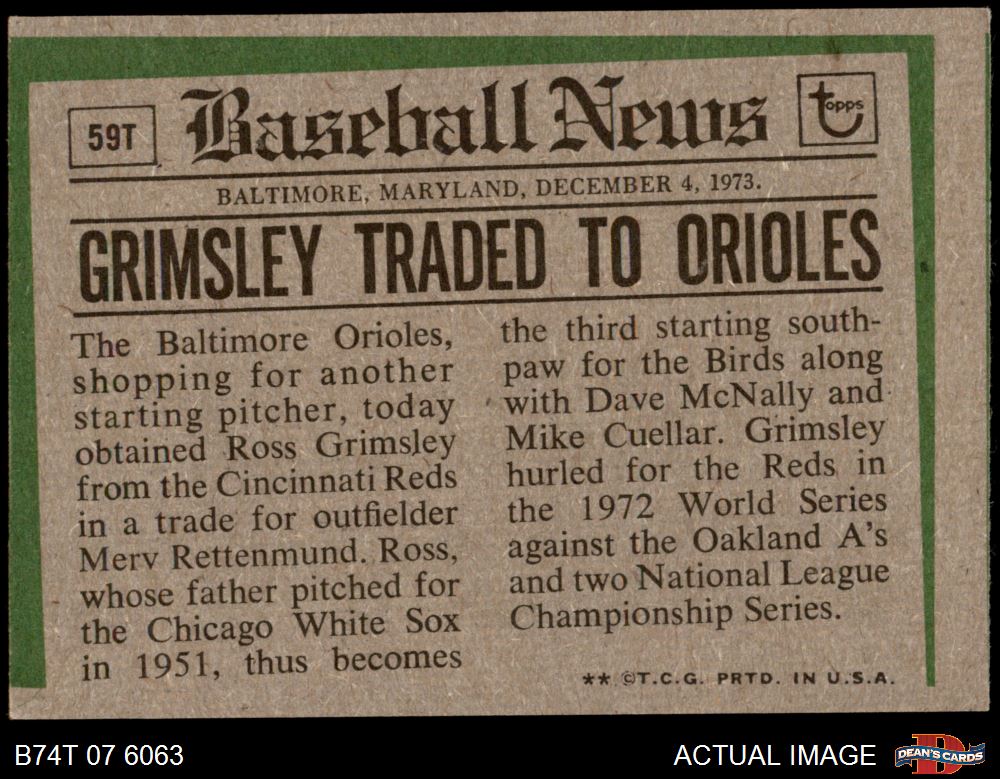 59T
Baseball News
Topps
BALTIMORE, MARYLAND, DECEMBER 4, 1973.
GRIMSLEY TRADED TO ORIOLES
The Baltimore Orioles,
shopping for another
starting pitcher, today
obtained Ross Grimsley
from the Cincinnati Reds
in a trade for outfielder
Merv Rettenmund. Ross,
whose father pitched for
the Chicago White Sox
in 1951, thus becomes
the third starting south-
paw for the Birds along
with Dave McNally and
Mike Cuellar. Grimsley
hurled for the Reds in
the 1972 World Series
against the Oakland A's
and two National League
Championship Series.
** ©T.C.G. PRTD. IN U.S.A.
B74T 07 6063
ACTUAL IMAGE
DEAN'S CARDS